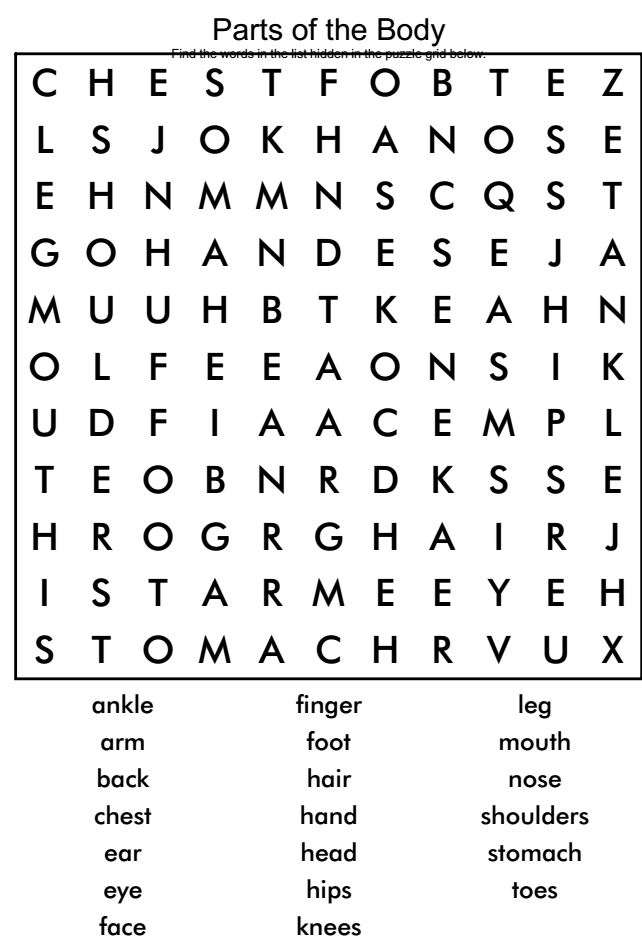 Parts of the Body
Find the words in the list hidden in the puzzle grid below.
C H E S T F O B T E Z
L S J O K H A N O S E
E H N M M N S C Q S T
G O H A N D E S E J A
M U U H B T K E A H N
O L F E E A O N S I K
U D F I A A C E M P L
T E O B N R D K S S E
H R O G R G H A I R J
I S T A R M E E Y E H
S T O M A C H R V U X
ankle finger leg
arm foot mouth
back hair nose
chest hand shoulders
ear head stomach
eye hips toes
face knees